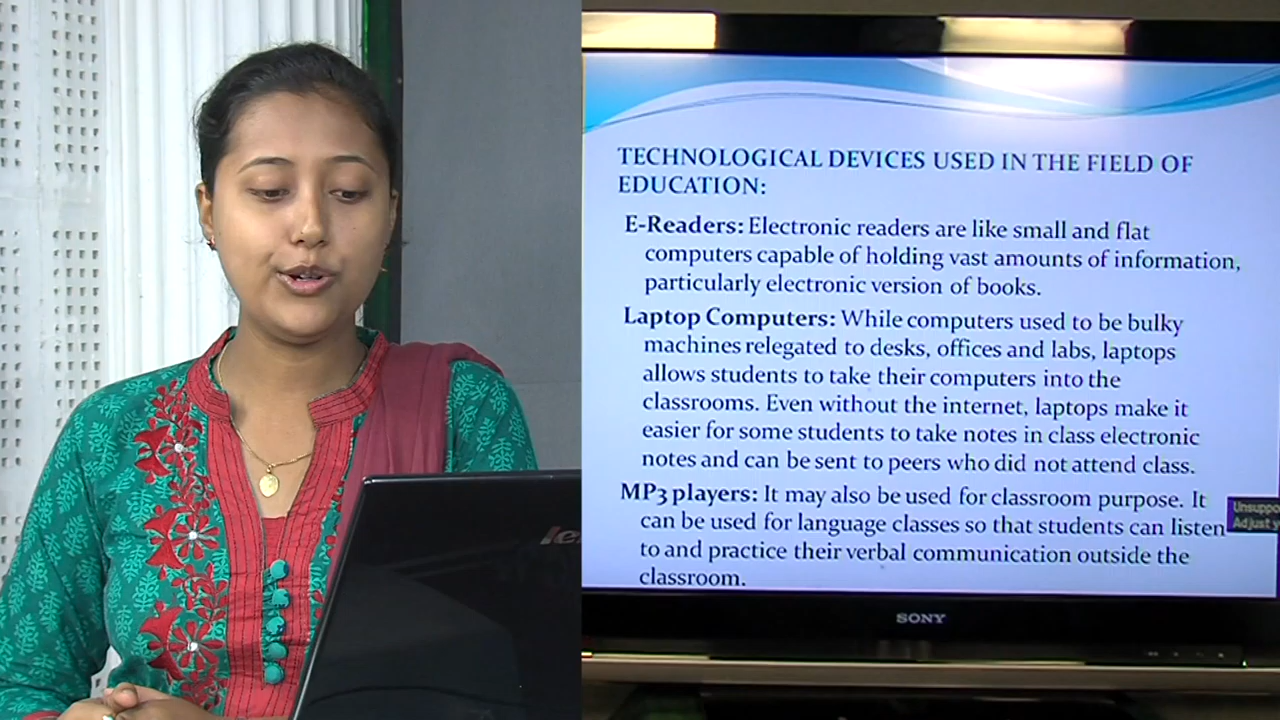 TECHNOLOGICAL DEVICES USED IN THE FIELD OF
EDUCATION:
E-Readers: Electronic readers are like small and flat
computers capable of holding vast amounts of information,
particularly electronic version of books.
Laptop Computers: While computers used to be bulky
machines relegated to desks, offices and labs, laptops
allows students to take their computers into the
classrooms. Even without the internet, laptops make it
easier for some students to take notes in class electronic
notes and can be sent to peers who did not attend class.
MP3 players: It may also be used for classroom purpose. It
can be used for language classes so that students can listen
to and practice their verbal communication outside the
classroom.
Unsuppo
Adjust y
SONY
le